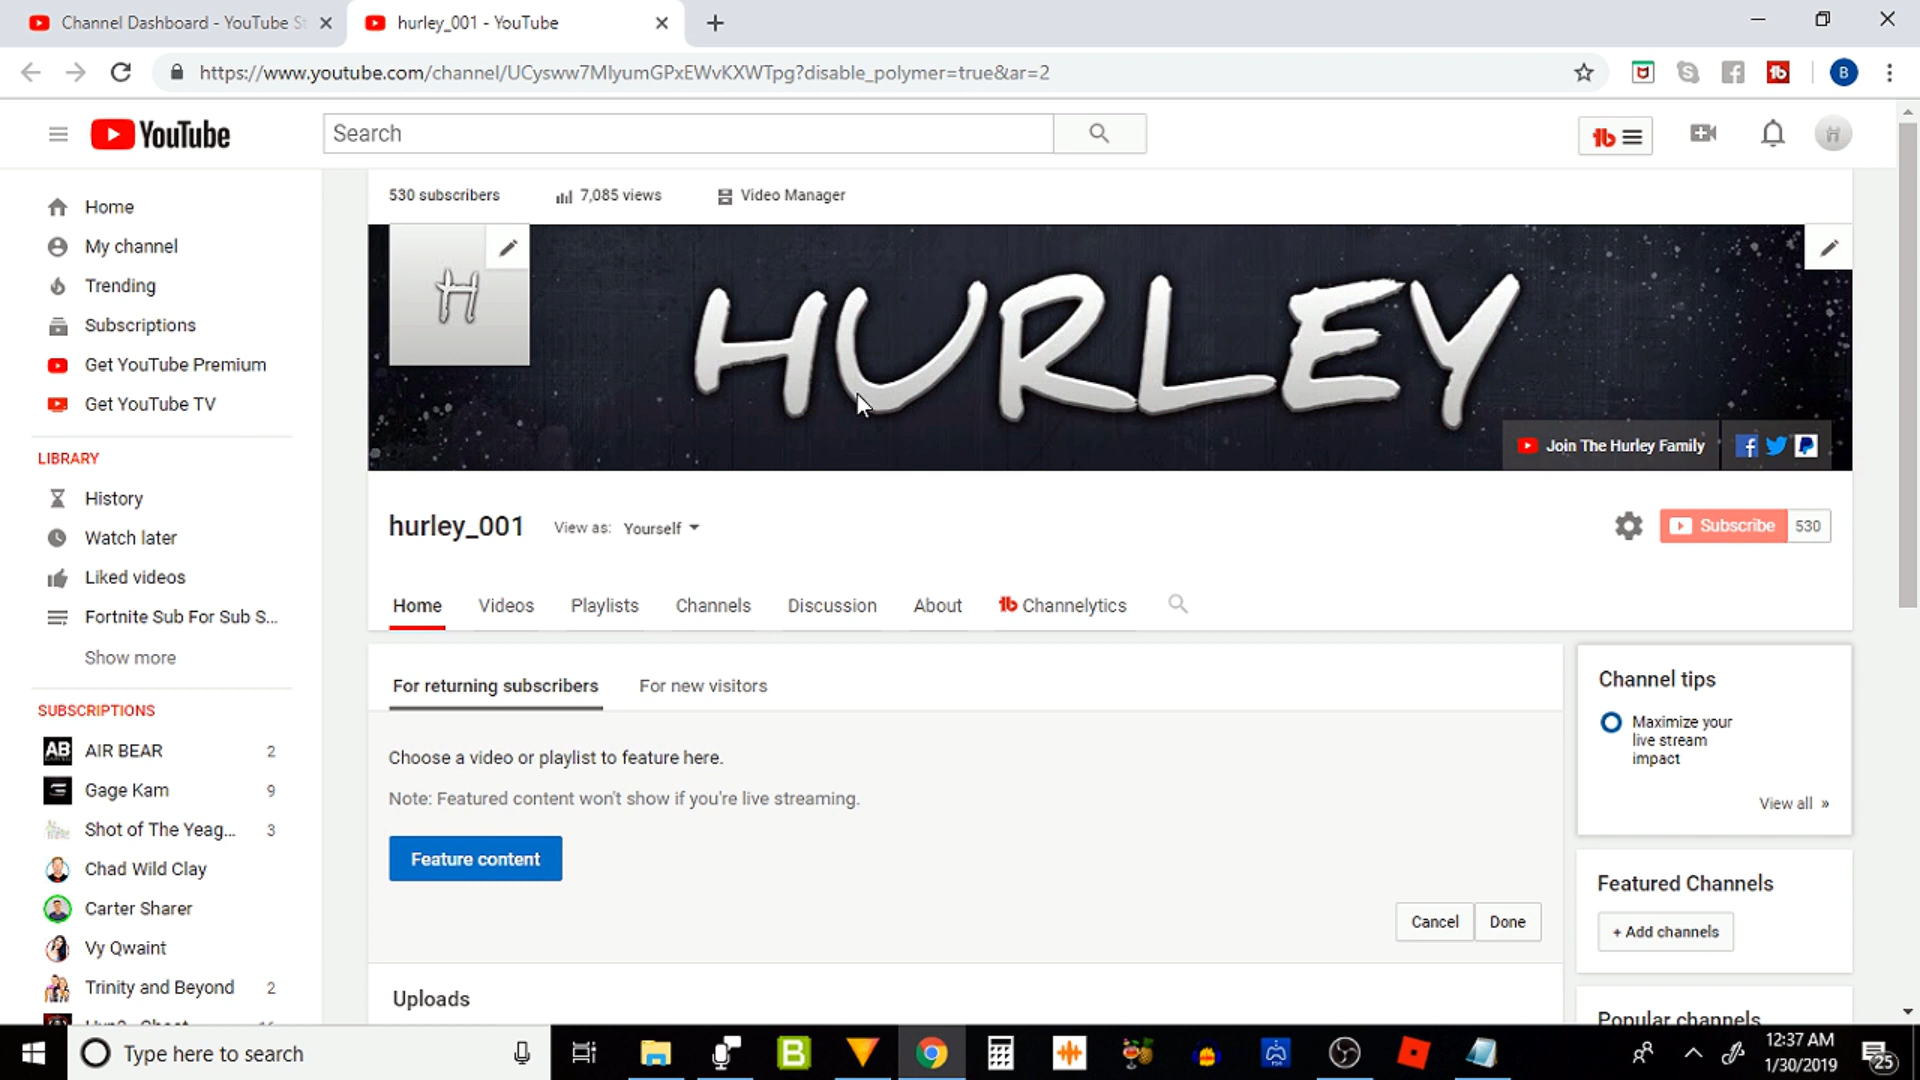 Channel Dashboard - YouTube St
hurley_001 - YouTube
https://www.youtube.com/channel/UCysww7MlyumGPxEWvKXWTpg?disable_polymer=true&ar=2
B
YouTube
Search
tb
H
Home
My channel
Trending
Subscriptions
Get YouTube Premium
Get YouTube TV
LIBRARY
History
Watch later
Liked videos
Fortnite Sub For Sub S...
Show more
SUBSCRIPTIONS
AB AIR BEAR 2
Gage Kam 9
Shot of The Yeag... 3
Chad Wild Clay
Carter Sharer
Vy Qwaint
Trinity and Beyond 2
530 subscribers 7,085 views Video Manager
H
HURLEY
Join The Hurley Family
hurley_001 View as: Yourself
Subscribe 530
Home Videos Playlists Channels Discussion About tb Channelytics
For returning subscribers For new visitors
Choose a video or playlist to feature here.
Note: Featured content won't show if you're live streaming.
Feature content
Cancel Done
Uploads
Channel tips
Maximize your
live stream
impact
View all »
Featured Channels
+ Add channels
Popular channels
Type here to search
B
12:37 AM
1/30/2019
25